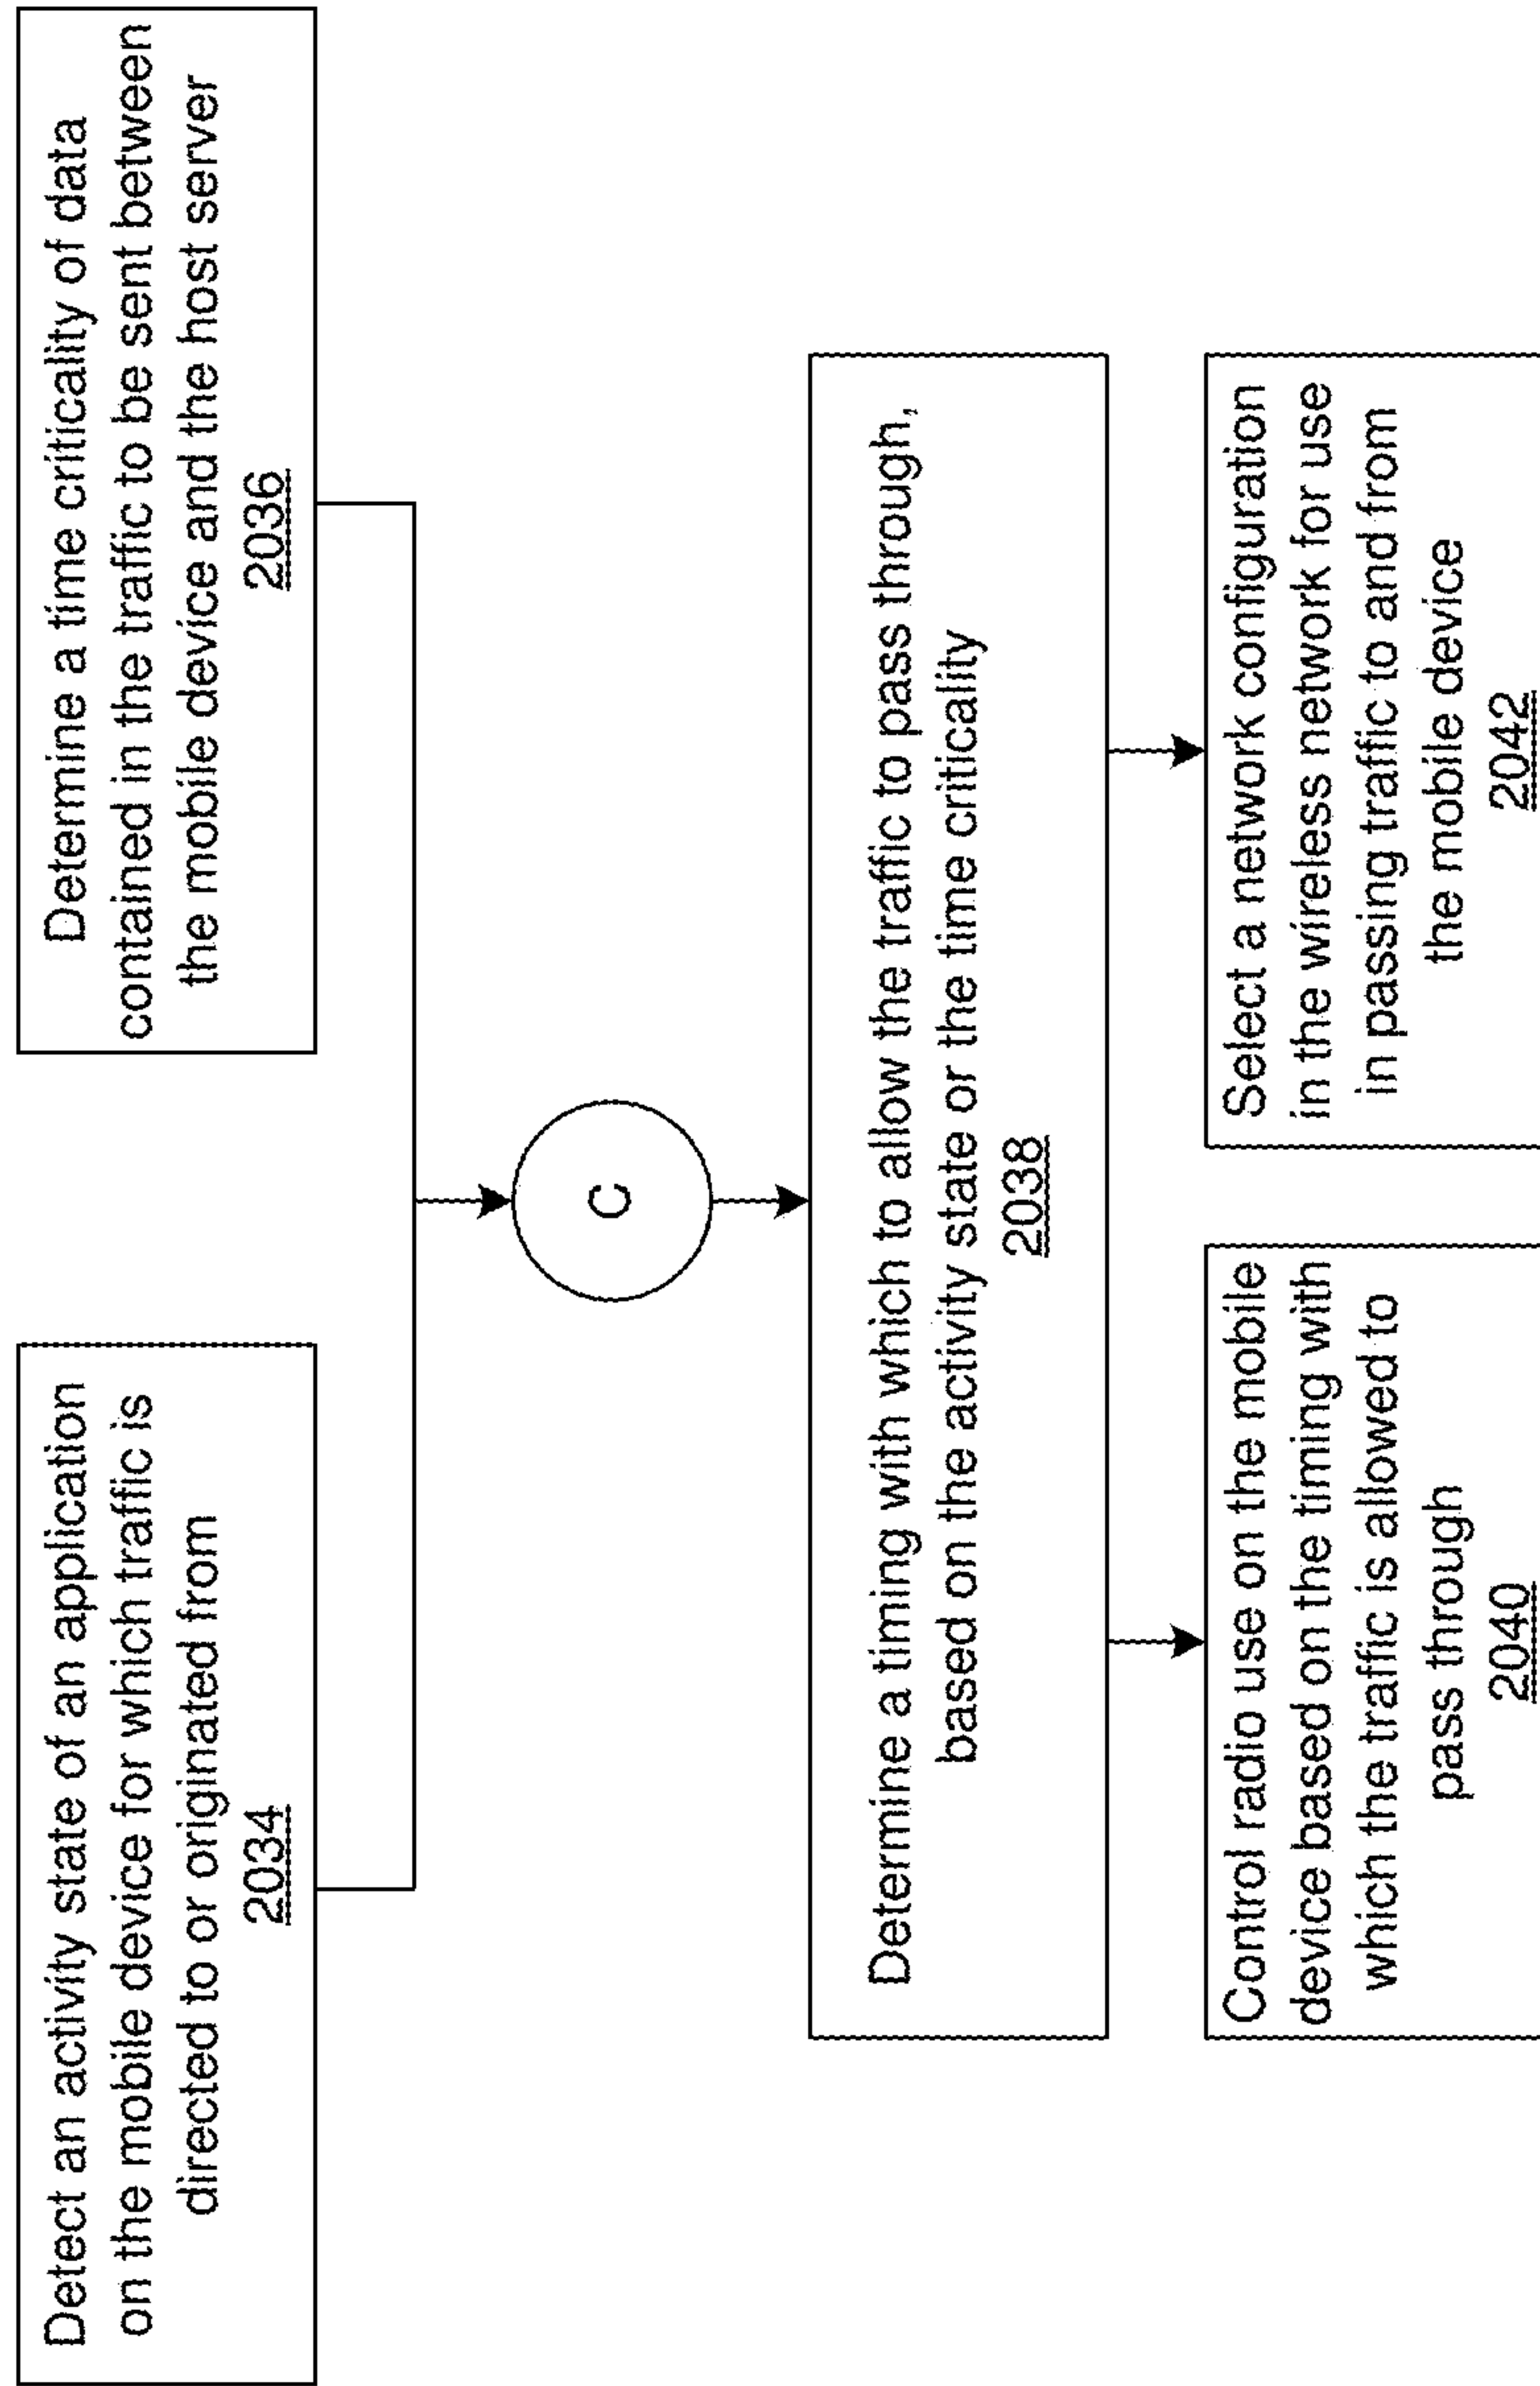 Detect an activity state of an application
on the mobile device for which traffic is
directed to or originated from
2034
Determine a time criticality of data
contained in the traffic to be sent between
the mobile device and the host server
2036
C
Determine a timing with which to allow the traffic to pass through,
based on the activity state or the time criticality
2038
Control radio use on the mobile
device based on the timing with
which the traffic is allowed to
pass through
2040
Select a network configuration
in the wireless network for use
in passing traffic to and from
the mobile device
2042